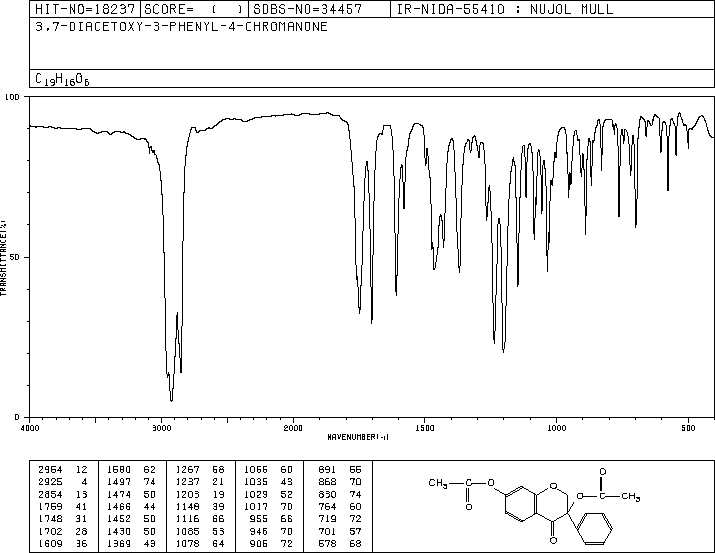 HIT-NO=18237 SCORE= ( ) SDBS-NO=34457 IR-NIDA-55410 : NUJOL MULL
3,7-DIACETOXY-3-PHENYL-4-CHROMANONE
C19H16O6
100
50
0
TRANSMITTANCE(%)
4000 3000 2000 1500 1000 500
WAVENUMBER(-1)
2954 12 1580 62 1267 58 1066 60 891 55
2925 4 1497 74 1237 21 1035 43 868 70
2854 13 1474 50 1203 19 1029 52 830 74
1769 41 1466 44 1148 39 1017 70 764 60
1748 31 1452 50 1116 66 955 66 719 72
1702 28 1430 50 1085 53 946 70 701 57
1609 36 1369 43 1078 64 906 72 578 68
CH3 C O O O O C CH3
O O